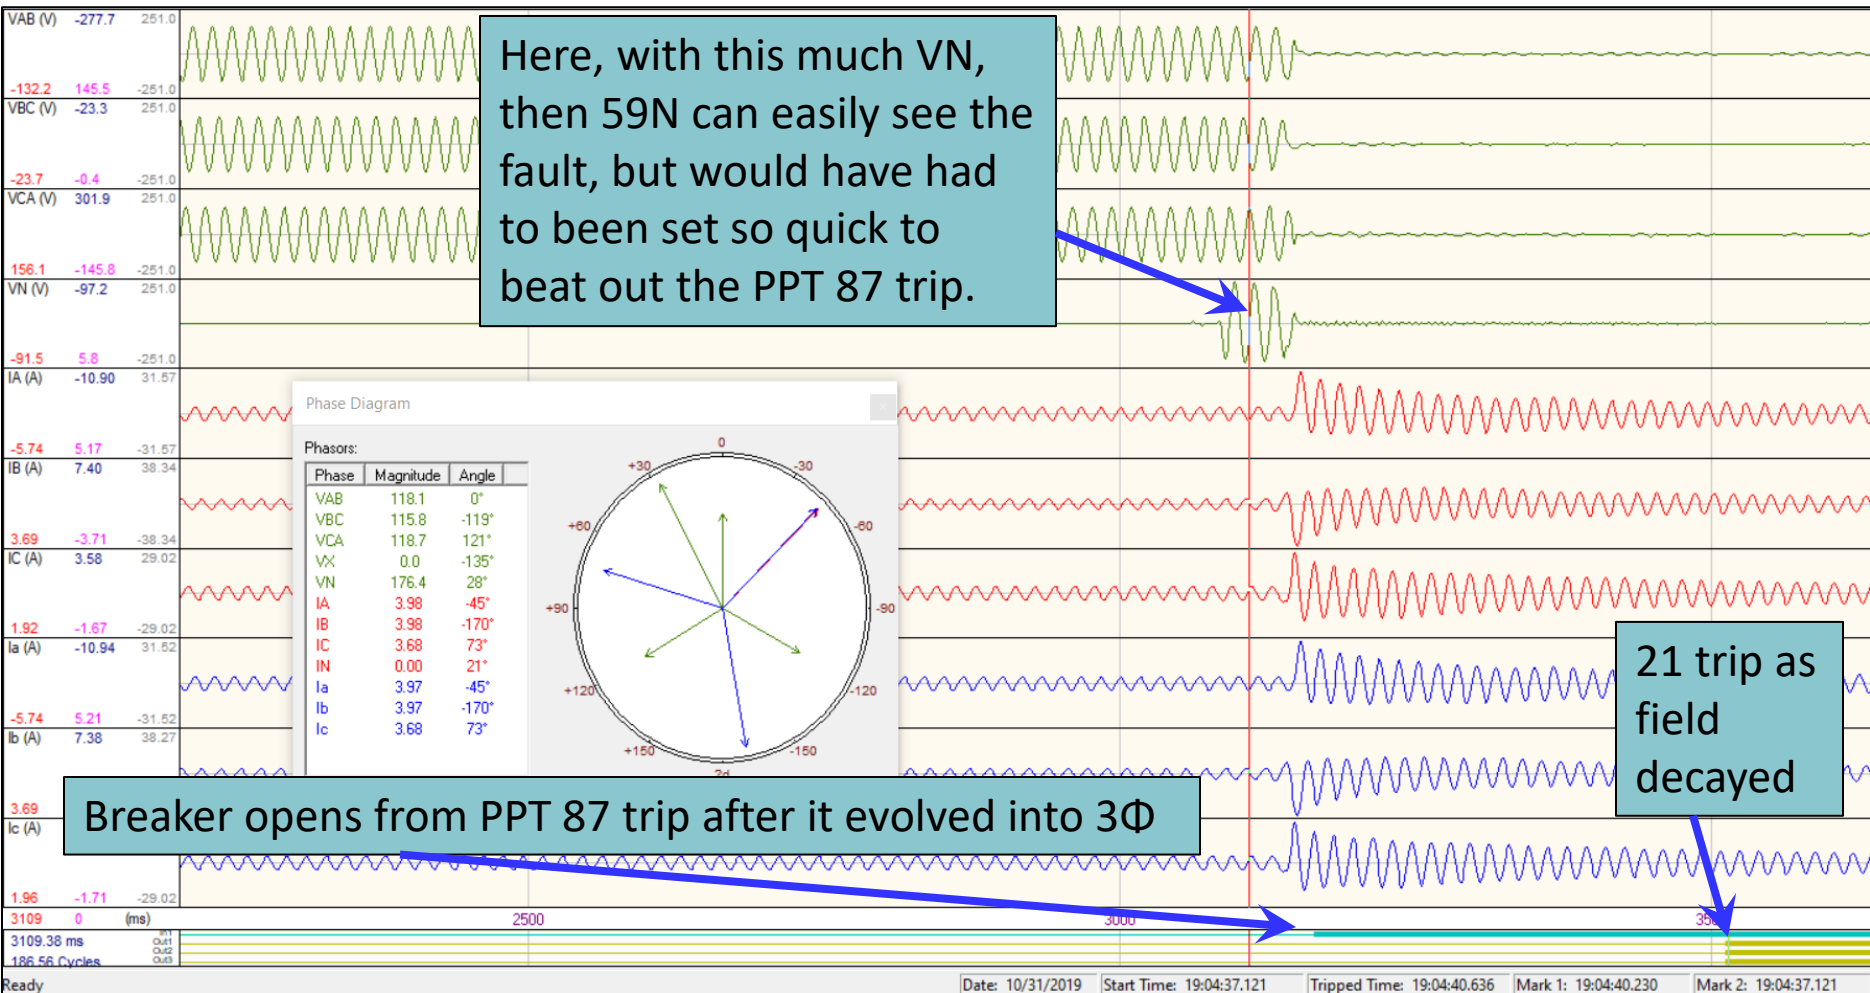 VAB (V) -277.7 251.0
-132.2 145.5 -251.0
VBC (V) -23.3 251.0
-23.7 -0.4 -251.0
VCA (V) 301.9 251.0
156.1 -145.8 -251.0
VN (V) -97.2 251.0
-91.5 5.8 -251.0
IA (A) -10.90 31.57
-5.74 5.17 -31.57
IB (A) 7.40 38.34
3.69 -3.71 -38.34
IC (A) 3.58 29.02
1.92 -1.67 -29.02
Ia (A) -10.94 31.52
-5.74 5.21 -31.52
Ib (A) 7.38 38.27
3.69
Ic (A)
1.96 -1.71 -29.02
Here, with this much VN,
then 59N can easily see the
fault, but would have had
to been set so quick to
beat out the PPT 87 trip.
Phase Diagram
Phasors:
Phase Magnitude Angle
VAB 118.1 0°
VBC 115.8 -119°
VCA 118.7 121°
VX 0.0 -135°
VN 176.4 28°
IA 3.98 -45°
IB 3.98 -170°
IC 3.68 73°
IN 0.00 21°
Ia 3.97 -45°
Ib 3.97 -170°
Ic 3.68 73°
0
+30 -30
+60 -60
+90 -90
+120 -120
+150 -150
21 trip as
field
decayed
Breaker opens from PPT 87 trip after it evolved into 3Φ
3109 0 (ms) 2500 3000
3109.38 ms
186.56 Cycles
In1
Out1
Out2
Out3
Ready Date: 10/31/2019 Start Time: 19:04:37.121 Tripped Time: 19:04:40.636 Mark 1: 19:04:40.230 Mark 2: 19:04:37.121